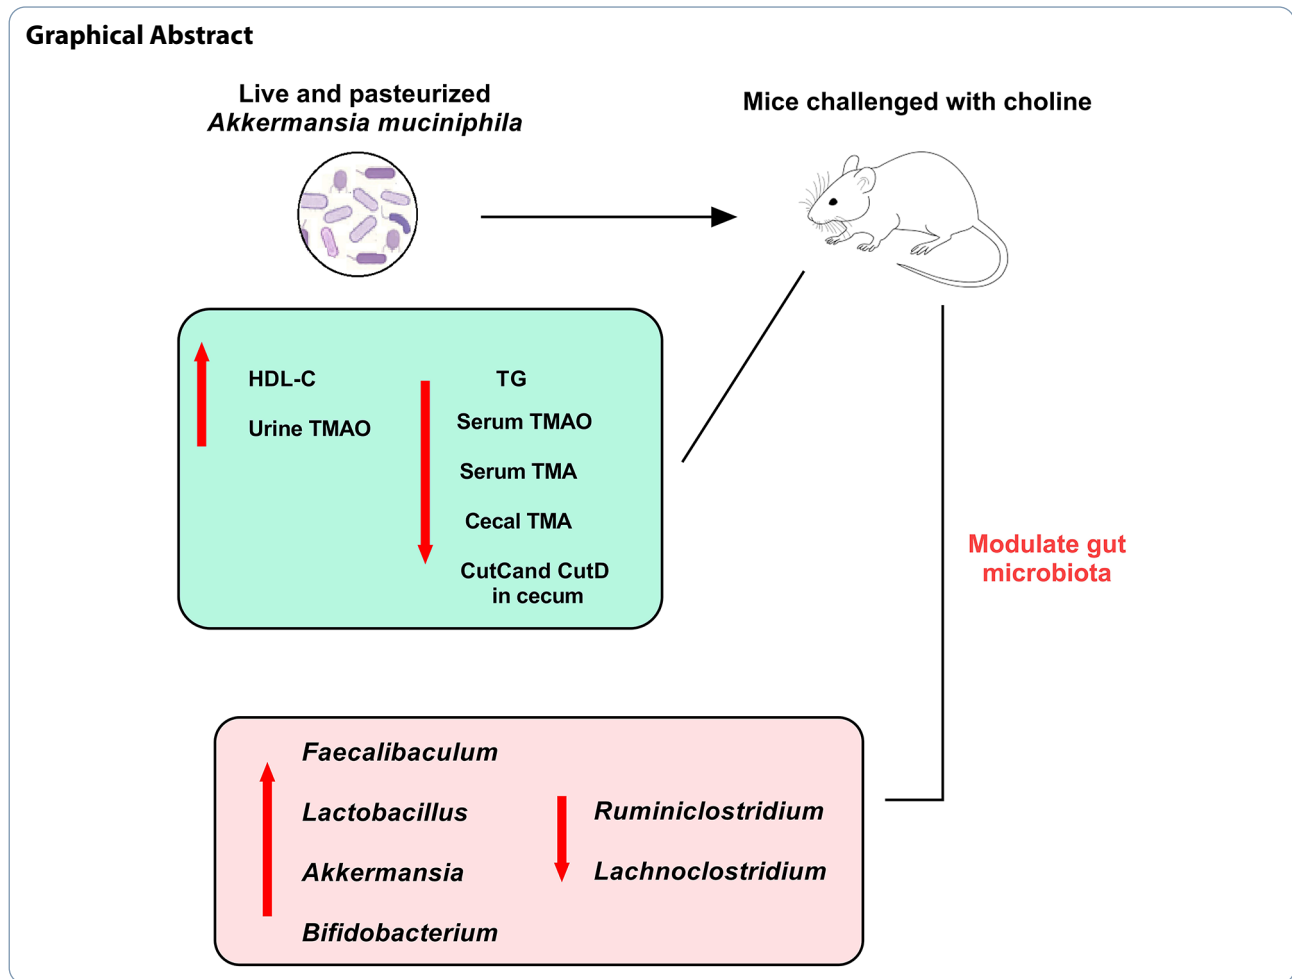 Graphical Abstract
Live and pasteurized
Akkermansia muciniphila
Mice challenged with choline
HDL-C
Urine TMAO
TG
Serum TMAO
Serum TMA
Cecal TMA
CutCand CutD
in cecum
Modulate gut
microbiota
Faecalibaculum
Lactobacillus
Akkermansia
Bifidobacterium
Ruminiclostridium
Lachnoclostridium